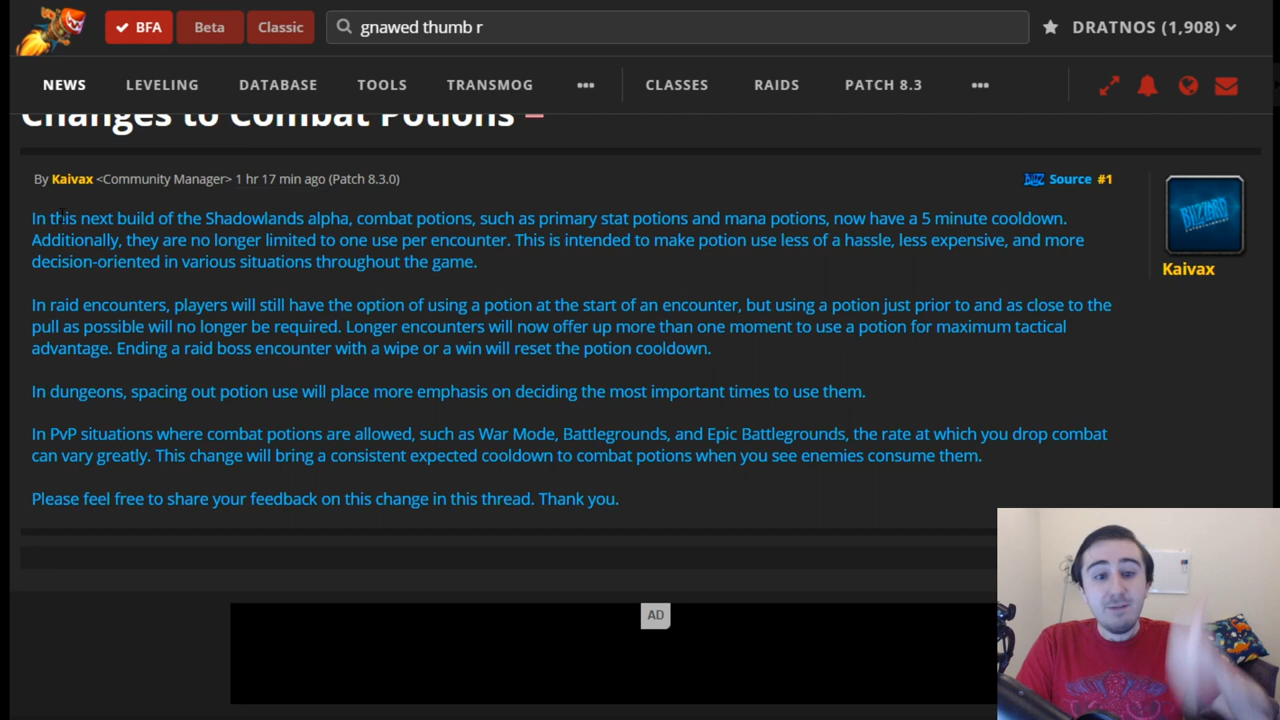 BFA Beta Classic gnawed thumb r DRATNOS (1,908)
NEWS LEVELING DATABASE TOOLS TRANSMOG ••• CLASSES RAIDS PATCH 8.3 •••
Changes to Combat Potions
By Kaivax <Community Manager> 1 hr 17 min ago (Patch 8.3.0) BLIZ Source #1
In this next build of the Shadowlands alpha, combat potions, such as primary stat potions and mana potions, now have a 5 minute cooldown.
Additionally, they are no longer limited to one use per encounter. This is intended to make potion use less of a hassle, less expensive, and more
decision-oriented in various situations throughout the game.
In raid encounters, players will still have the option of using a potion at the start of an encounter, but using a potion just prior to and as close to the
pull as possible will no longer be required. Longer encounters will now offer up more than one moment to use a potion for maximum tactical
advantage. Ending a raid boss encounter with a wipe or a win will reset the potion cooldown.
In dungeons, spacing out potion use will place more emphasis on deciding the most important times to use them.
In PvP situations where combat potions are allowed, such as War Mode, Battlegrounds, and Epic Battlegrounds, the rate at which you drop combat
can vary greatly. This change will bring a consistent expected cooldown to combat potions when you see enemies consume them.
Please feel free to share your feedback on this change in this thread. Thank you.
BLIZZARD
ENTERTAINMENT
Kaivax
AD